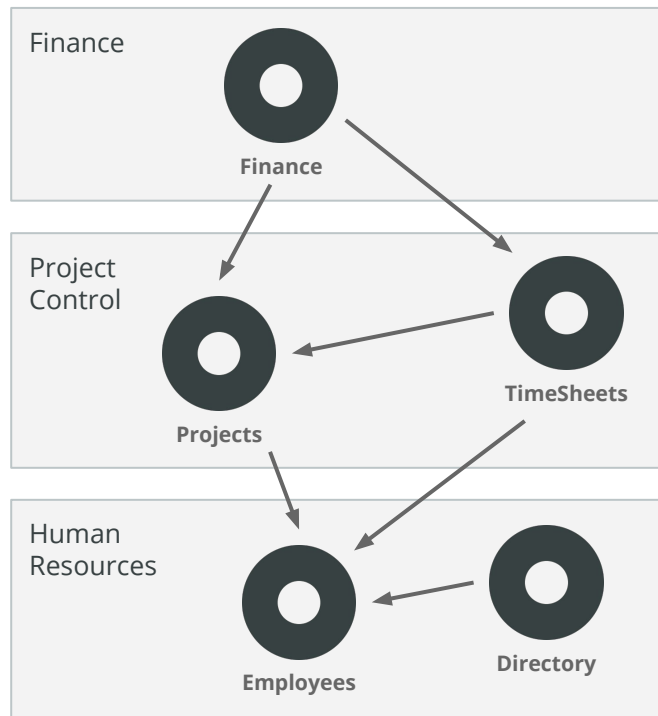 Finance
Finance
Project
Control
TimeSheets
Projects
Human
Resources
Directory
Employees